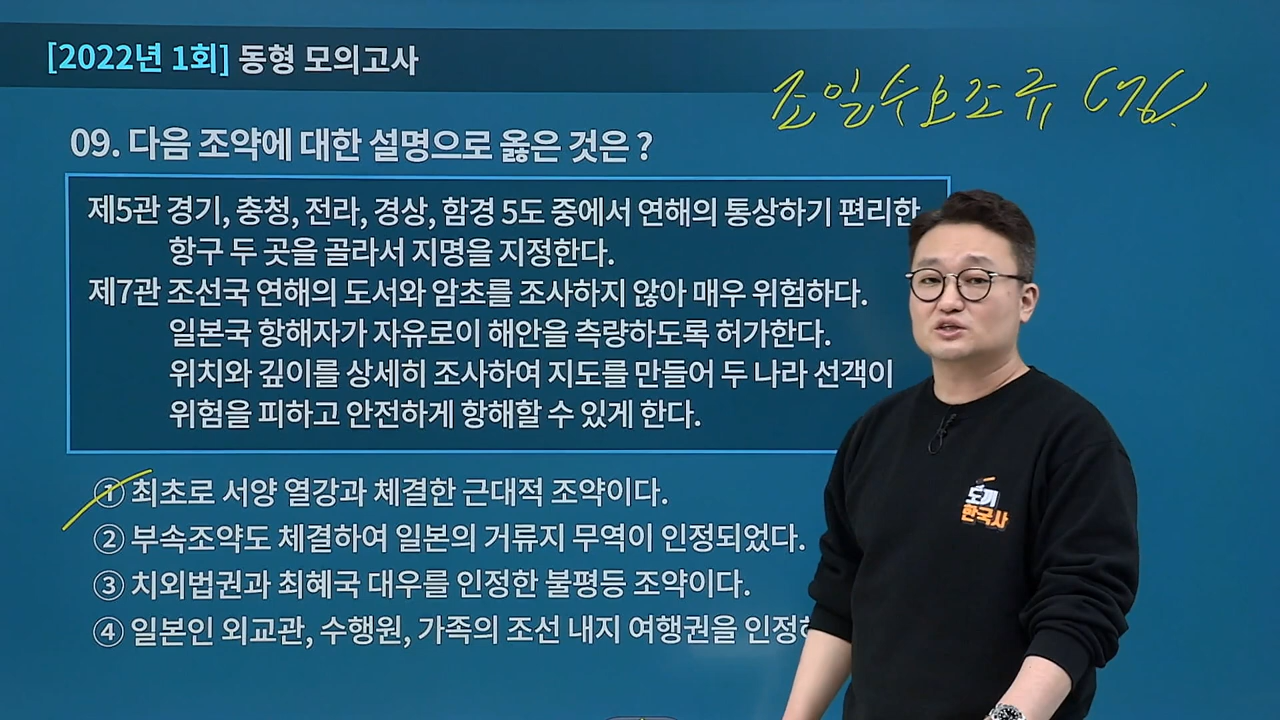 [2022년 1회] 동형 모의고사
조일수호조규 (76).
09. 다음 조약에 대한 설명으로 옳은 것은 ?
제5관 경기, 충청, 전라, 경상, 함경 5도 중에서 연해의 통상하기 편리한
항구 두 곳을 골라서 지명을 지정한다.
제7관 조선국 연해의 도서와 암초를 조사하지 않아 매우 위험하다.
일본국 항해자가 자유로이 해안을 측량하도록 허가한다.
위치와 깊이를 상세히 조사하여 지도를 만들어 두 나라 선객이
위험을 피하고 안전하게 항해할 수 있게 한다.
① 최초로 서양 열강과 체결한 근대적 조약이다.
② 부속조약도 체결하여 일본의 거류지 무역이 인정되었다.
③ 치외법권과 최혜국 대우를 인정한 불평등 조약이다.
④ 일본인 외교관, 수행원, 가족의 조선 내지 여행권을
도끼
한국사